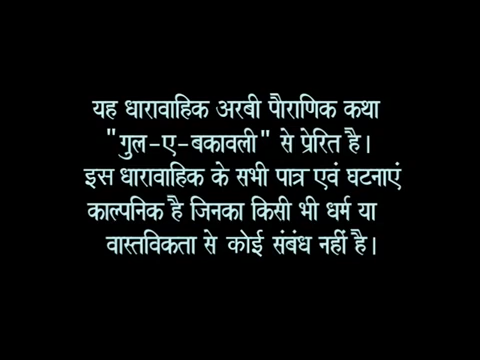 यह धारावाहिक अरबी पौराणिक कथा
"गुल-ए-बकावली" से प्रेरित है।
इस धारावाहिक के सभी पात्र एवं घटनाएं
काल्पनिक है जिनका किसी भी धर्म या
वास्तविकता से कोई संबंध नहीं है।